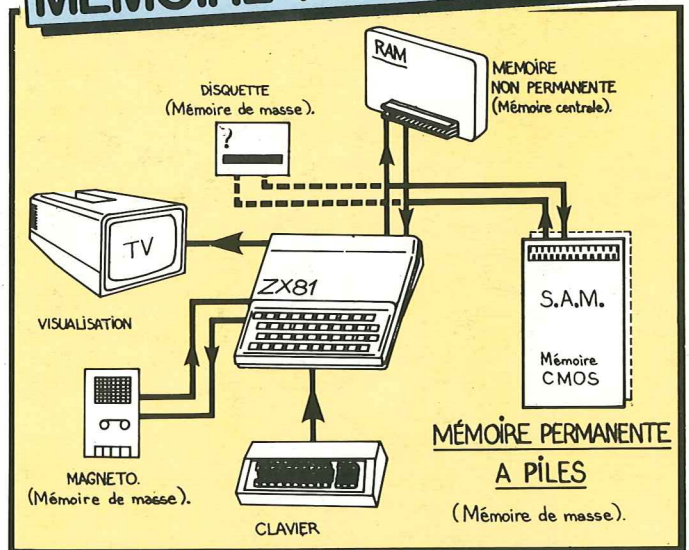 MÉMOIRE
RAM
MEMOIRE
NON PERMANENTE
(Mémoire centrale).
DISQUETTE
(Mémoire de masse).
?
TV
ZX81
VISUALISATION
S.A.M.
Mémoire
CMOS
MAGNETO.
(Mémoire de masse).
CLAVIER
MÉMOIRE PERMANENTE
A PILES
(Mémoire de masse).